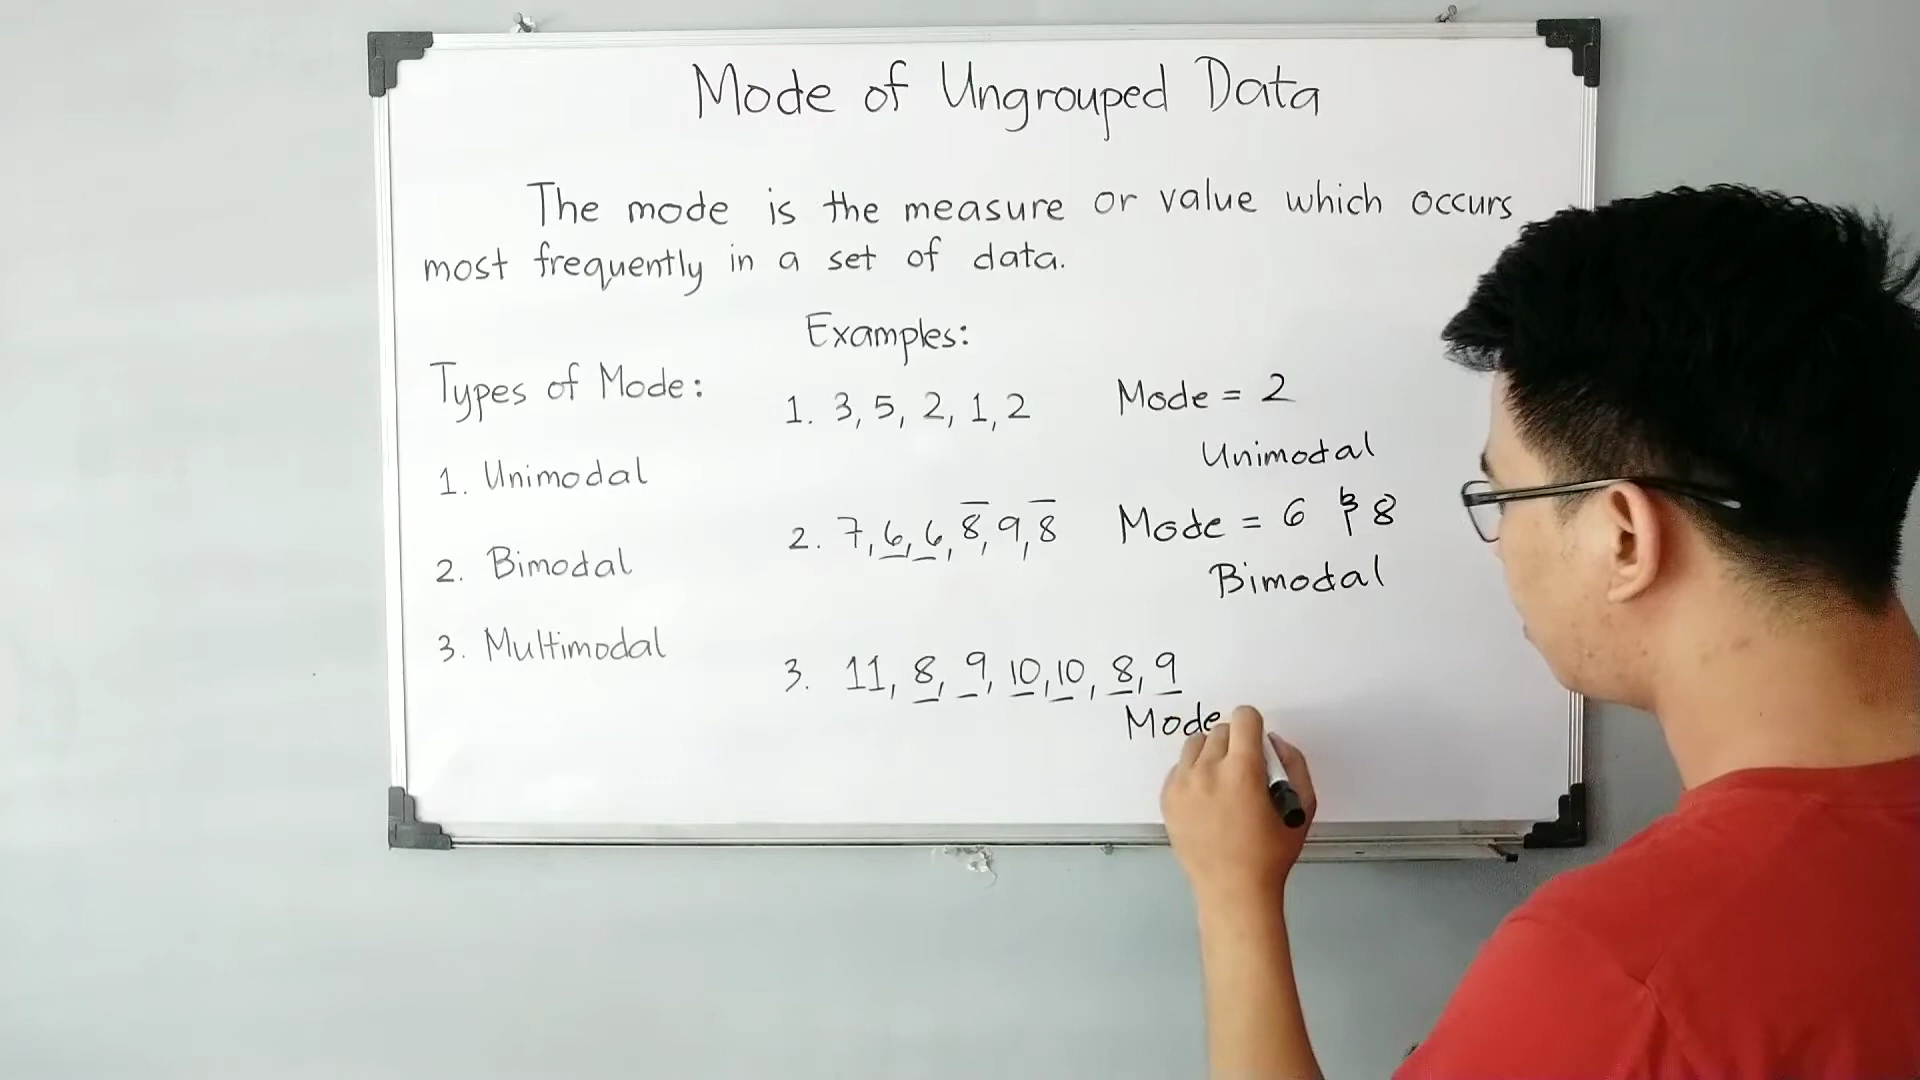 Mode of Ungrouped Data
The mode is the measure or value which occurs
most frequently in a set of data.
Examples:
Types of Mode:
1. Unimodal
2. Bimodal
3. Multimodal
1. 3, 5, 2, 1, 2
Mode = 2
Unimodal
2. 7, 6, 6, 8, 9, 8
Mode = 6 & 8
Bimodal
3. 11, 8, 9, 10, 10, 8, 9
Mode